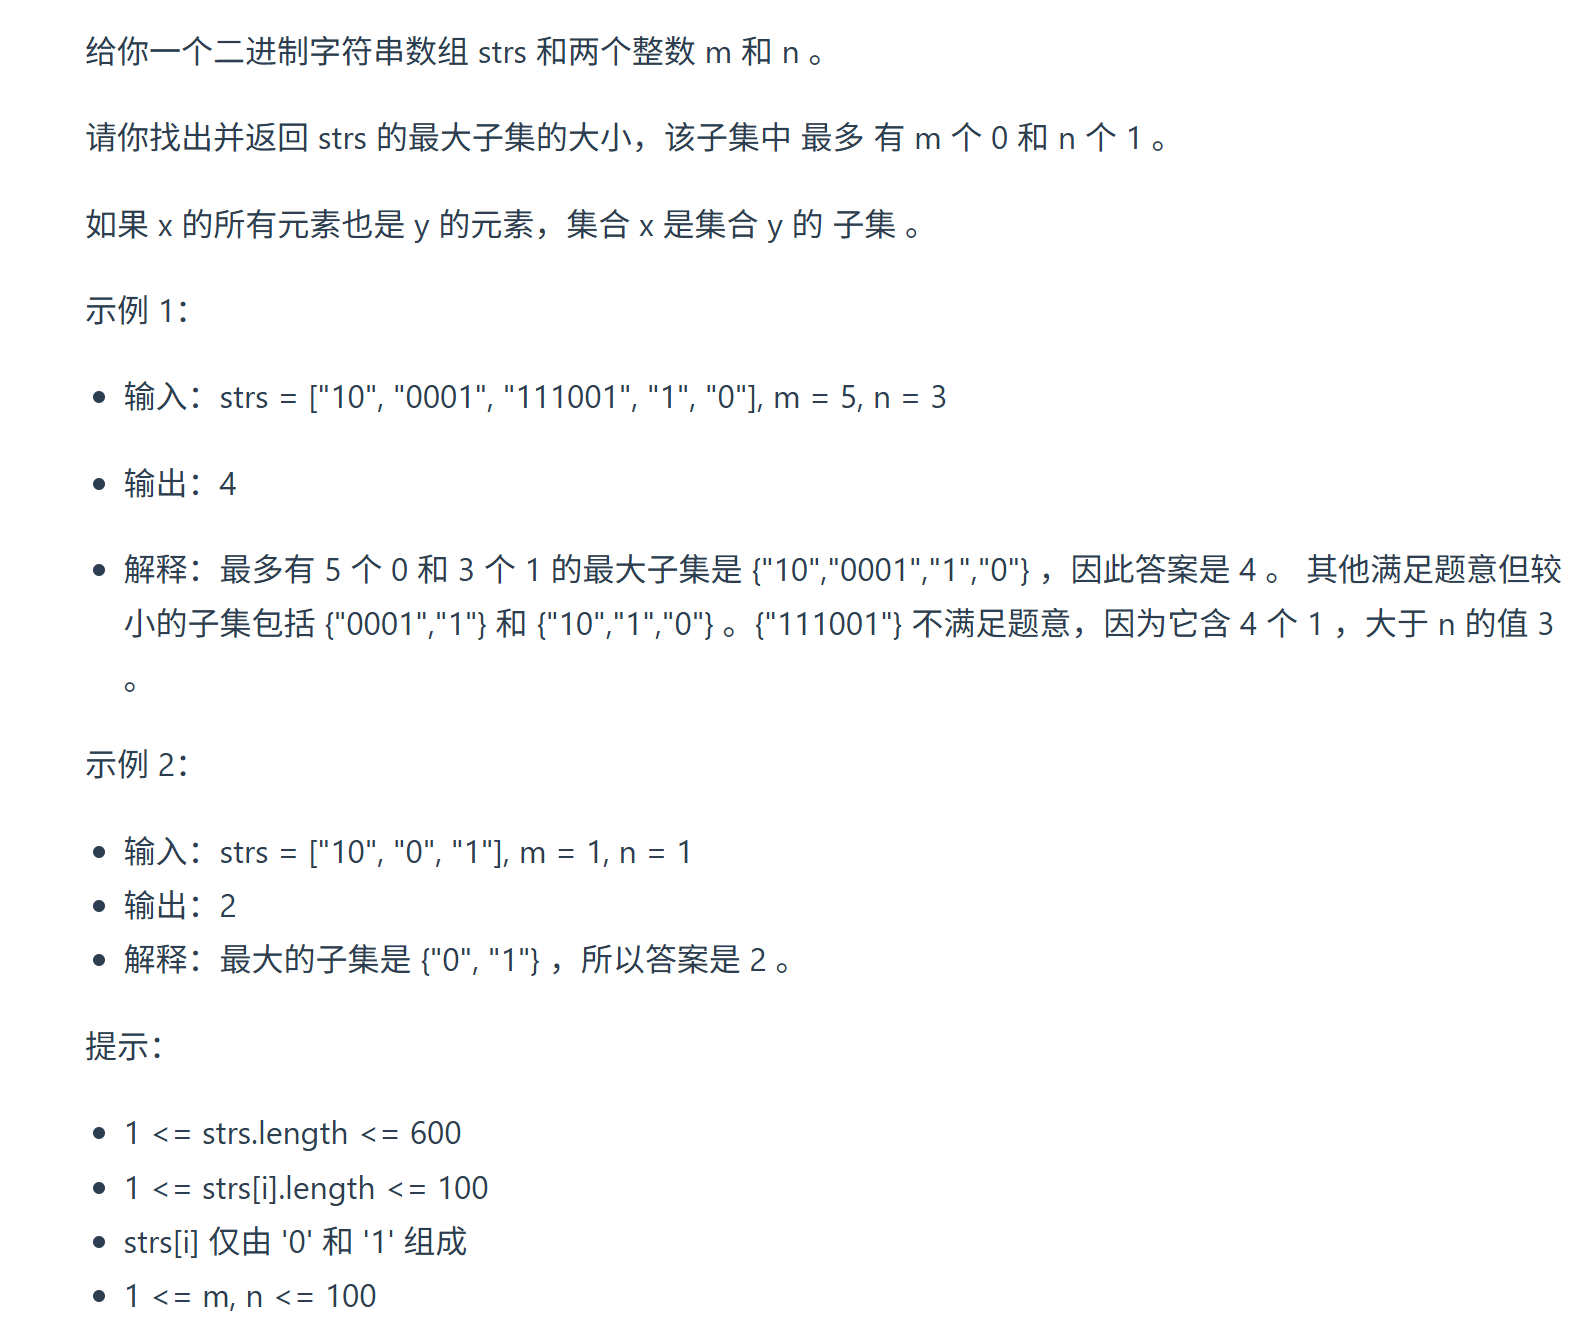 给你一个二进制字符串数组 strs 和两个整数 m 和 n 。
请你找出并返回 strs 的最大子集的大小，该子集中 最多 有 m 个 0 和 n 个 1 。
如果 x 的所有元素也是 y 的元素，集合 x 是集合 y 的 子集 。
示例 1：
输入：strs = ["10", "0001", "111001", "1", "0"], m = 5, n = 3
输出：4
解释：最多有 5 个 0 和 3 个 1 的最大子集是 {"10","0001","1","0"} ，因此答案是 4 。 其他满足题意但较
小的子集包括 {"0001","1"} 和 {"10","1","0"} 。{"111001"} 不满足题意，因为它含 4 个 1 ，大于 n 的值 3
。
示例 2：
输入：strs = ["10", "0", "1"], m = 1, n = 1
输出：2
解释：最大的子集是 {"0", "1"} ，所以答案是 2 。
提示：
1 <= strs.length <= 600
1 <= strs[i].length <= 100
strs[i] 仅由 '0' 和 '1' 组成
1 <= m, n <= 100